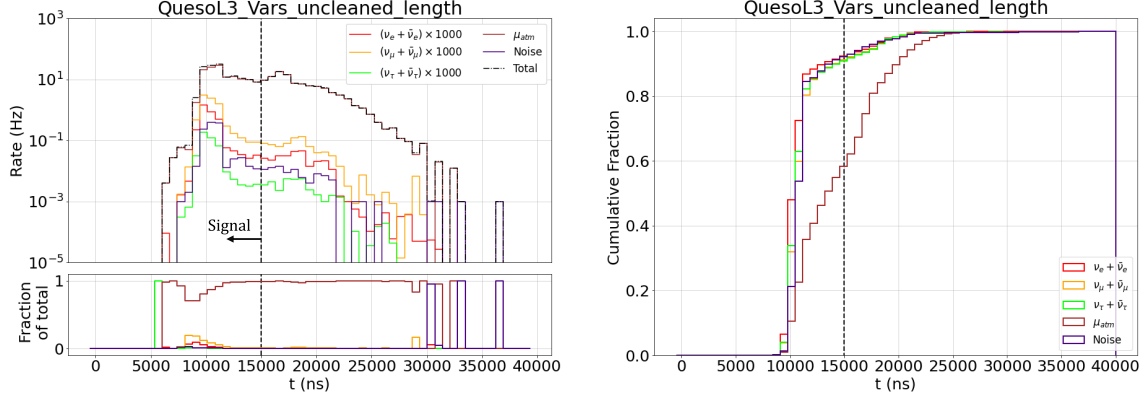 QuesoL3_Vars_uncleaned_length
Rate (Hz)
10³
10¹
10⁻¹
10⁻³
10⁻⁵
(νₑ + ν̄ₑ) × 1000
(ν_μ + ν̄_μ) × 1000
(ν_τ + ν̄_τ) × 1000
μ_atm
Noise
Total
Signal
Fraction
of total
1
0
0 5000 10000 15000 20000 25000 30000 35000 40000
t (ns)
QuesoL3_Vars_uncleaned_length
Cumulative Fraction
1.0
0.8
0.6
0.4
0.2
0.0
νₑ + ν̄ₑ
ν_μ + ν̄_μ
ν_τ + ν̄_τ
μ_atm
Noise
0 5000 10000 15000 20000 25000 30000 35000 40000
t (ns)